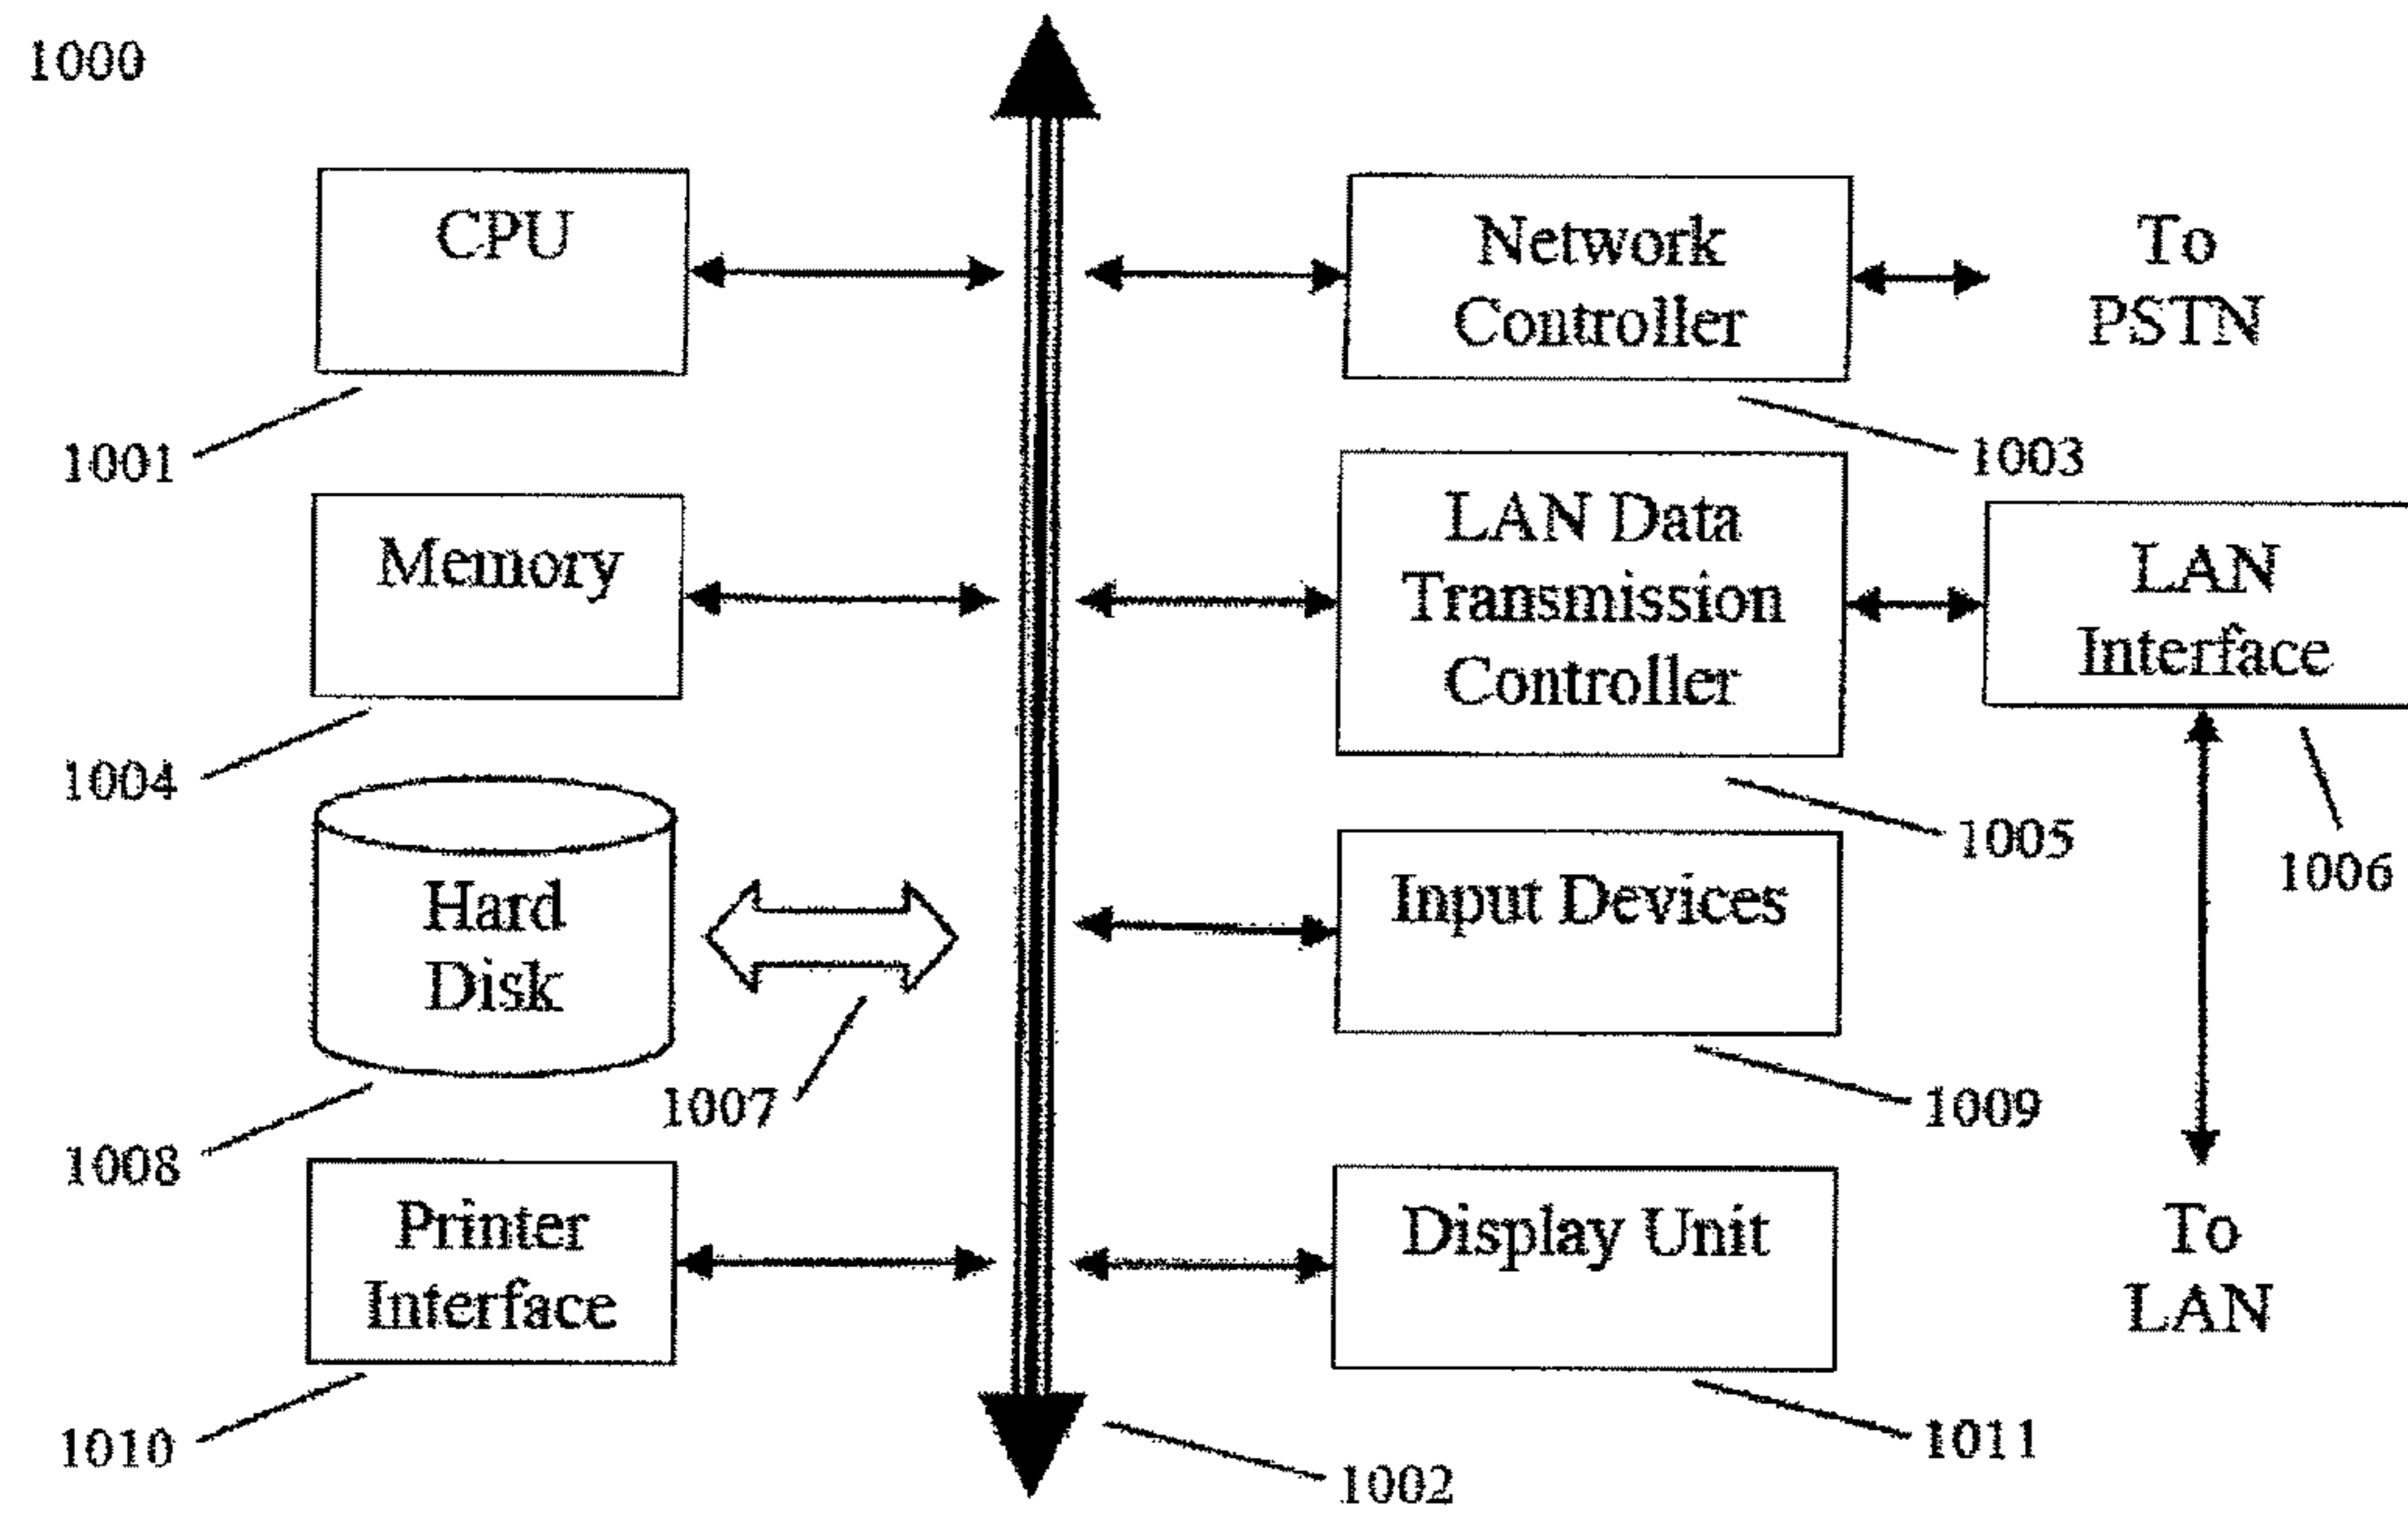 1000
CPU
Network
Controller
To
PSTN
1001
1003
Memory
LAN Data
Transmission
Controller
LAN
Interface
1004
1005
1006
Hard
Disk
1007
Input Devices
1008
1009
Printer
Interface
Display Unit
To
LAN
1010
1011
1002